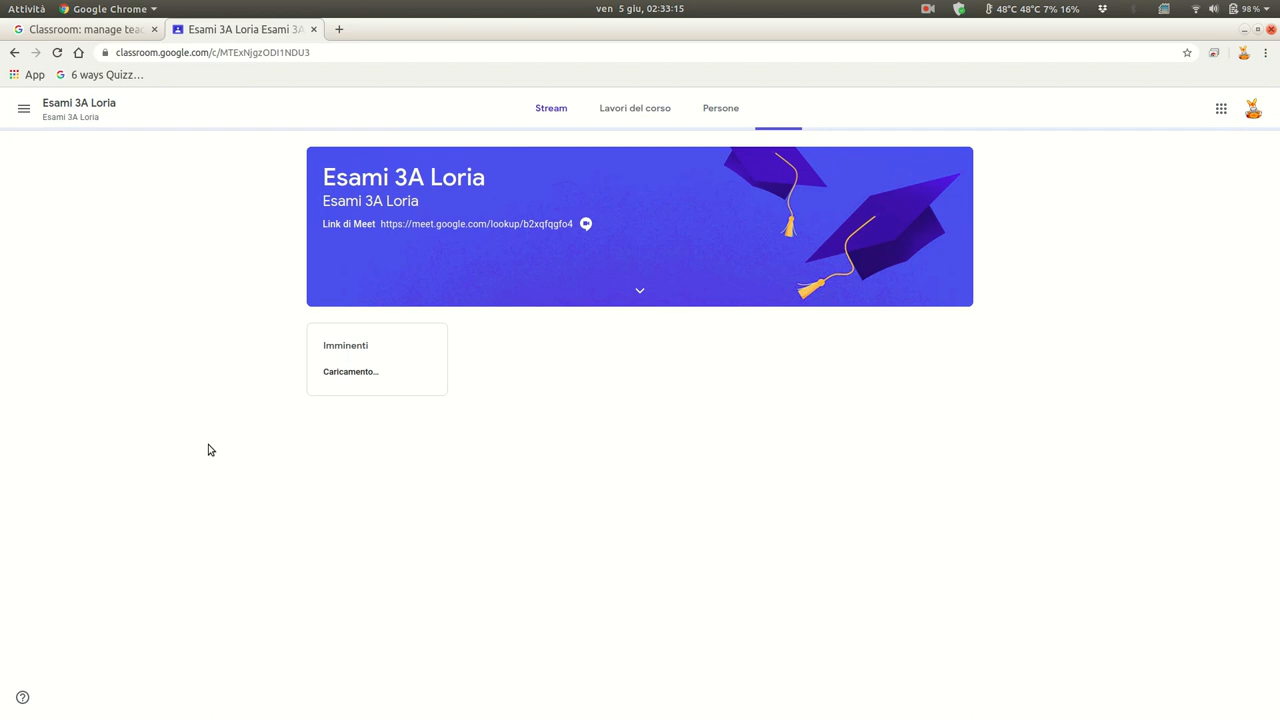 Attività
Google Chrome
ven 5 giu, 02:33:15
48°C 48°C 7% 16%
98 %
Classroom: manage teac
Esami 3A Loria Esami 3A
classroom.google.com/c/MTExNjgzODI1NDU3
App
6 ways Quizz...
Esami 3A Loria
Esami 3A Loria
Stream
Lavori del corso
Persone
Esami 3A Loria
Esami 3A Loria
Link di Meet https://meet.google.com/lookup/b2xqfqgfo4
Imminenti
Caricamento...